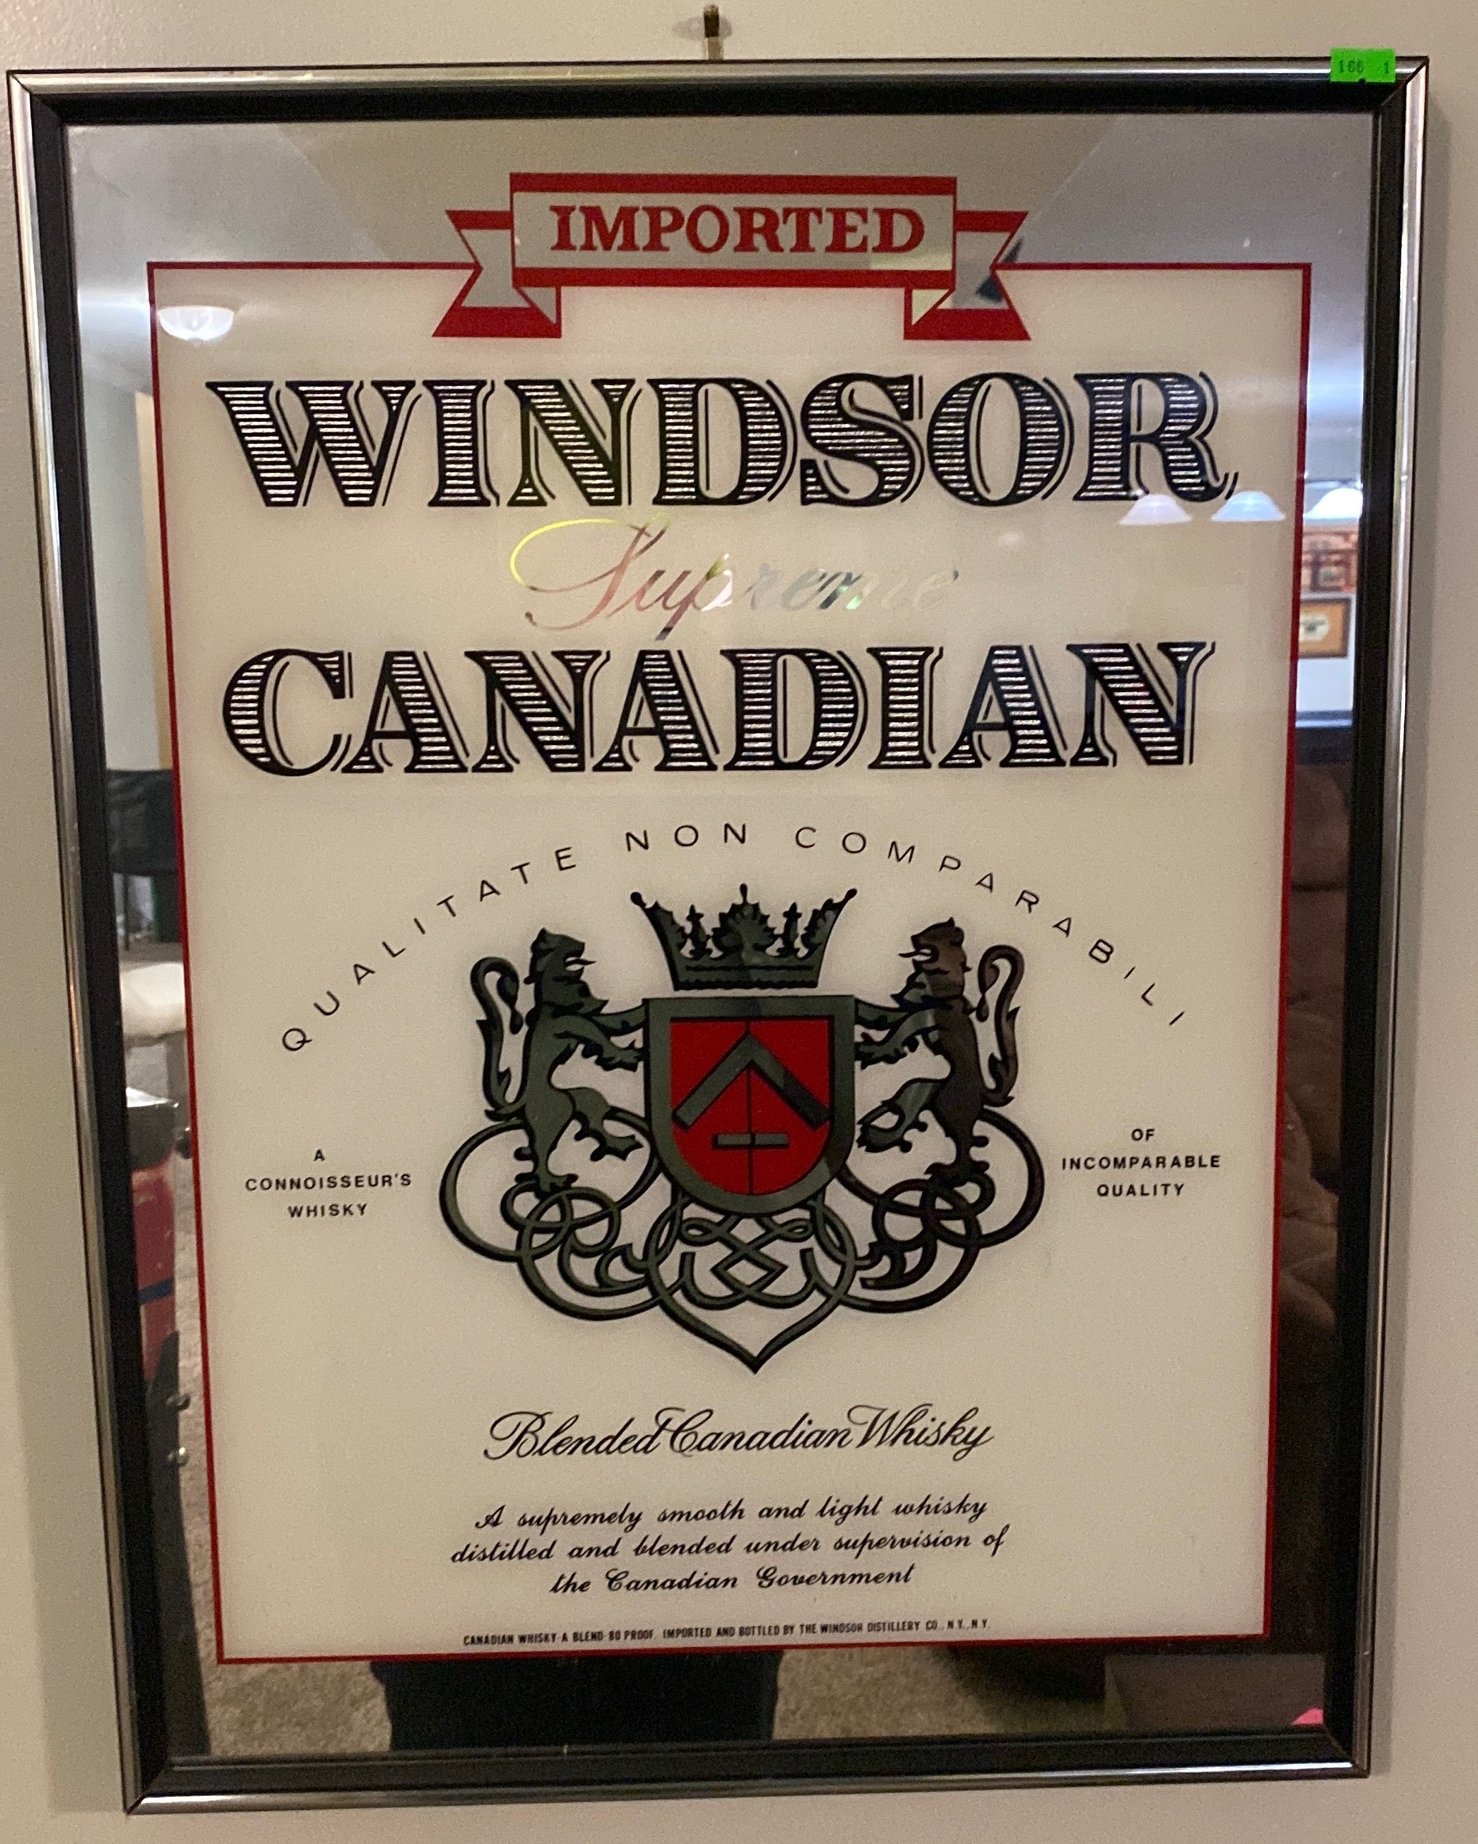 166 1
IMPORTED
WINDSOR
Supreme
CANADIAN
QUALITATE NON COMPARABILI
A
CONNOISSEUR'S
WHISKY
OF
INCOMPARABLE
QUALITY
Blended Canadian Whisky
A supremely smooth and light whisky
distilled and blended under supervision of
the Canadian Government
CANADIAN WHISKY-A BLEND-80 PROOF. IMPORTED AND BOTTLED BY THE WINDSOR DISTILLERY CO., N.Y., N.Y.